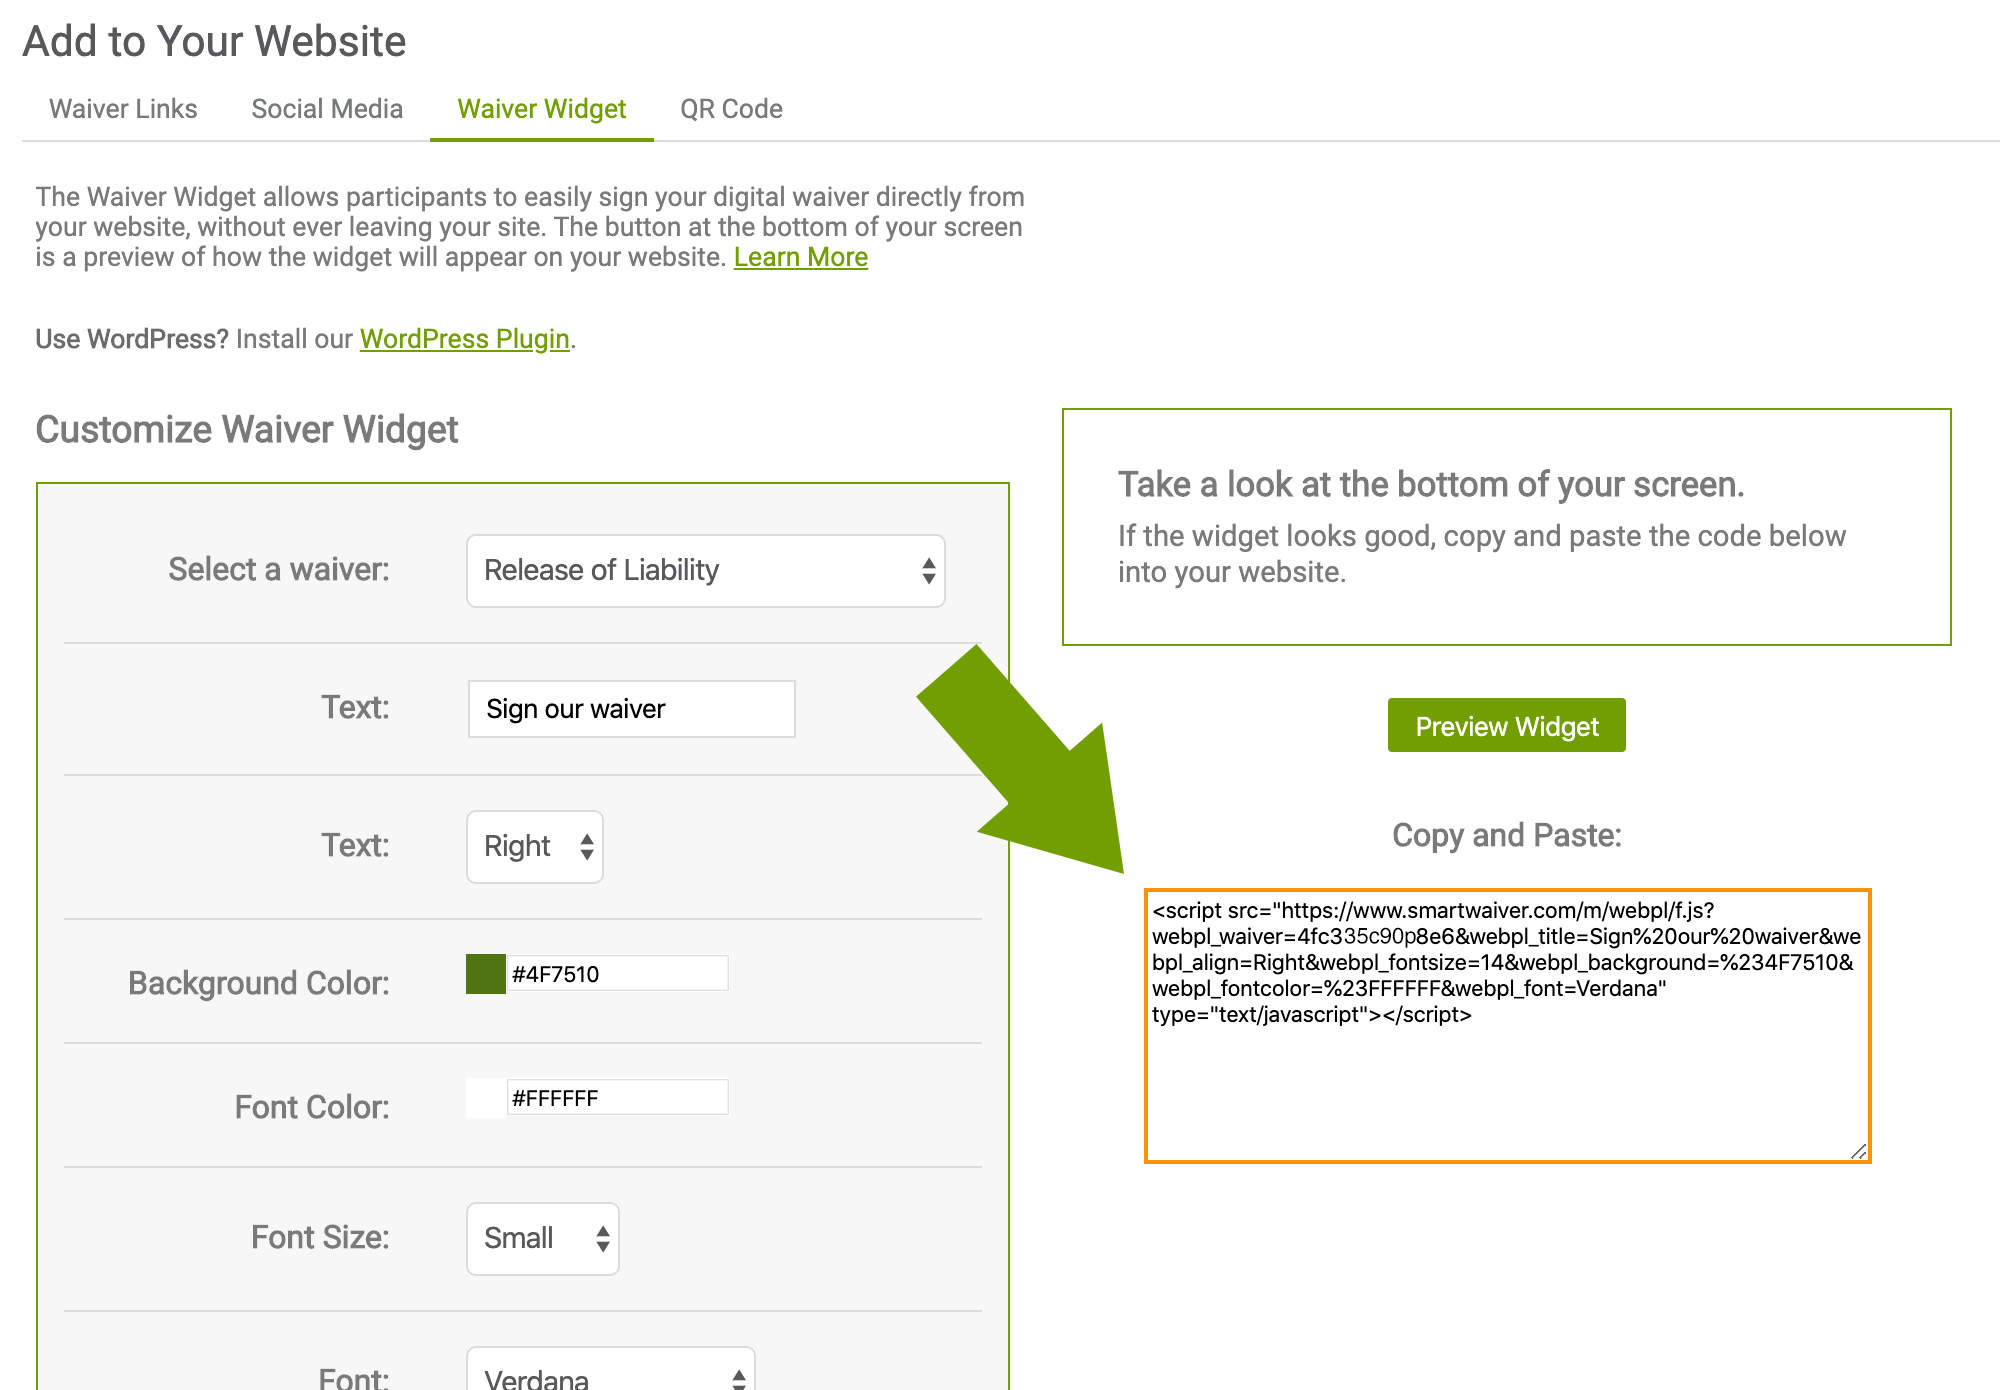 Add to Your Website
Waiver Links
Social Media
Waiver Widget
QR Code
The Waiver Widget allows participants to easily sign your digital waiver directly from
your website, without ever leaving your site. The button at the bottom of your screen
is a preview of how the widget will appear on your website. Learn More
Use WordPress? Install our WordPress Plugin.
Customize Waiver Widget
Select a waiver:
Release of Liability
Text:
Sign our waiver
Text:
Right
Background Color:
#4F7510
Font Color:
#FFFFFF
Font Size:
Small
Font:
Verdana
Take a look at the bottom of your screen.
If the widget looks good, copy and paste the code below
into your website.
Preview Widget
Copy and Paste:
<script src="https://www.smartwaiver.com/m/webpl/f.js?
webpl_waiver=4fc335c90p8e6&webpl_title=Sign%20our%20waiver&we
bpl_align=Right&webpl_fontsize=14&webpl_background=%234F7510&
webpl_fontcolor=%23FFFFFF&webpl_font=Verdana"
type="text/javascript"></script>